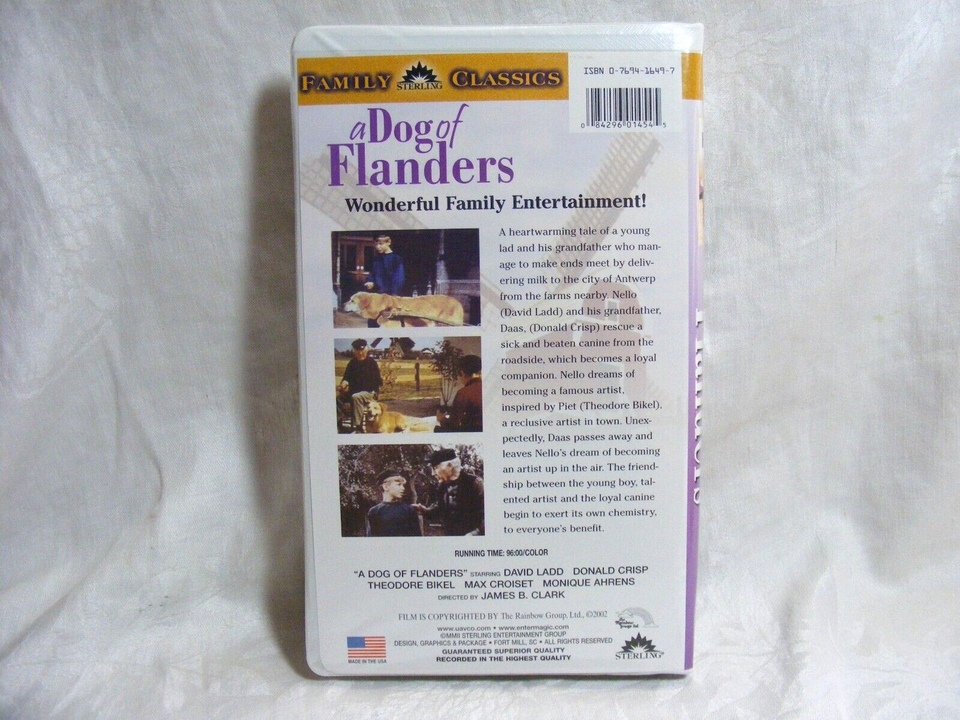 FAMILY STERLING CLASSICS
ISBN 0-7694-1649-7
0 84296 01454 5
a Dog of
Flanders
Wonderful Family Entertainment!
A heartwarming tale of a young
lad and his grandfather who man-
age to make ends meet by deliv-
ering milk to the city of Antwerp
from the farms nearby. Nello
(David Ladd) and his grandfather,
Daas, (Donald Crisp) rescue a
sick and beaten canine from the
roadside, which becomes a loyal
companion. Nello dreams of
becoming a famous artist,
inspired by Piet (Theodore Bikel),
a reclusive artist in town. Unex-
pectedly, Daas passes away and
leaves Nello's dream of becoming
an artist up in the air. The friend-
ship between the young boy, tal-
ented artist and the loyal canine
begin to exert its own chemistry,
to everyone's benefit.
RUNNING TIME: 96:00/COLOR
"A DOG OF FLANDERS" STARRING DAVID LADD DONALD CRISP
THEODORE BIKEL MAX CROISET MONIQUE AHRENS
DIRECTED BY JAMES B. CLARK
FILM IS COPYRIGHTED BY The Rainbow Group, Ltd., ©2002
www.uavco.com • www.entermagic.com
©MMII STERLING ENTERTAINMENT GROUP
DESIGN, GRAPHICS & PACKAGE • FORT MILL, SC • ALL RIGHTS RESERVED
GUARANTEED SUPERIOR QUALITY
RECORDED IN THE HIGHEST QUALITY
MADE IN THE USA
STERLING
Flanders